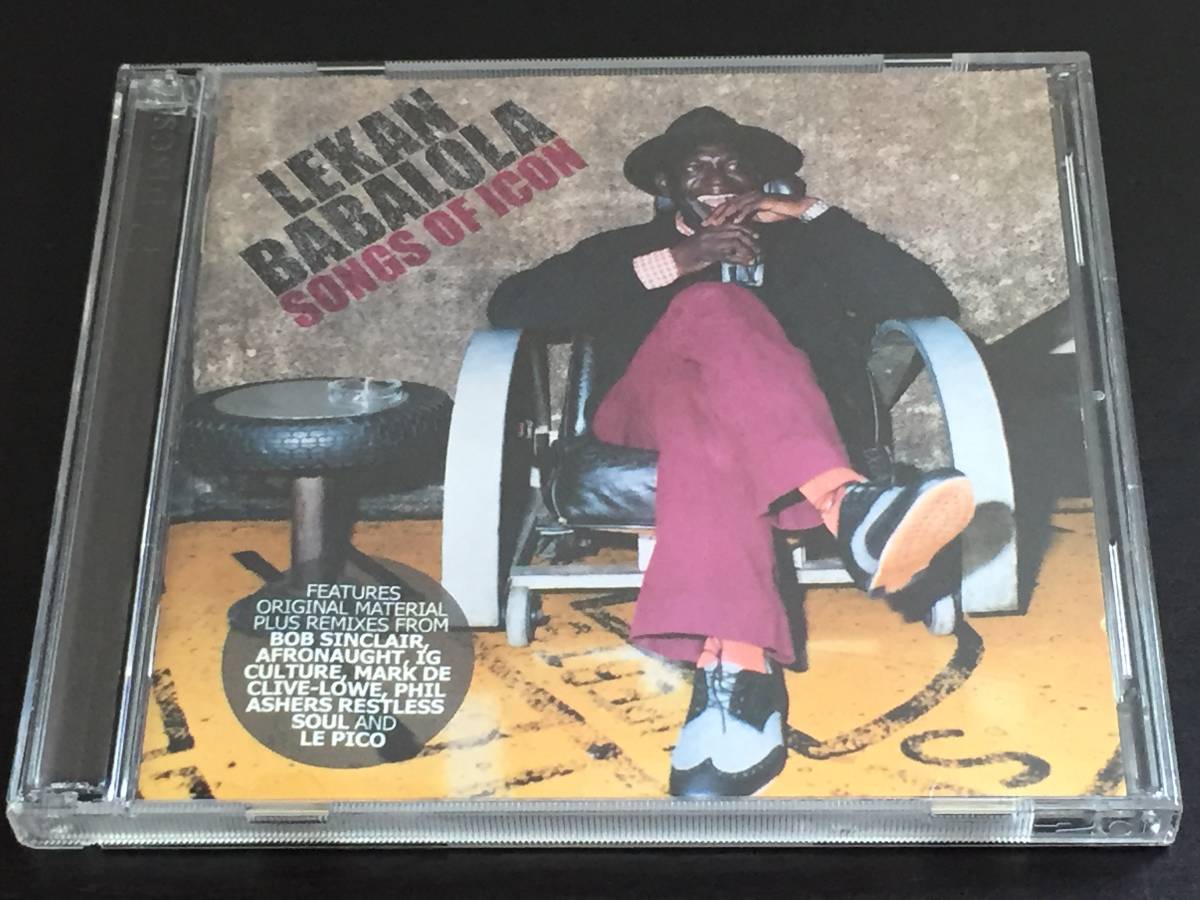 LEKAN
BABALOLA
SONGS OF ICON
FEATURES
ORIGINAL MATERIAL
PLUS REMIXES FROM
BOB SINCLAIR,
AFRONAUGHT, IG
CULTURE, MARK DE
CLIVE-LOWE, PHIL
ASHERS RESTLESS
SOUL AND
LE PICO